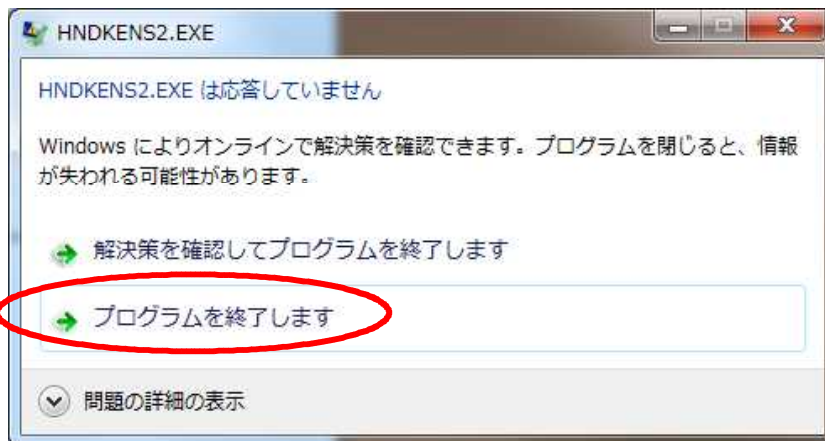 HNDKENS2.EXE
HNDKENS2.EXE は応答していません
Windows によりオンラインで解決策を確認できます。プログラムを閉じると、情報
が失われる可能性があります。
解決策を確認してプログラムを終了します
プログラムを終了します
問題の詳細の表示